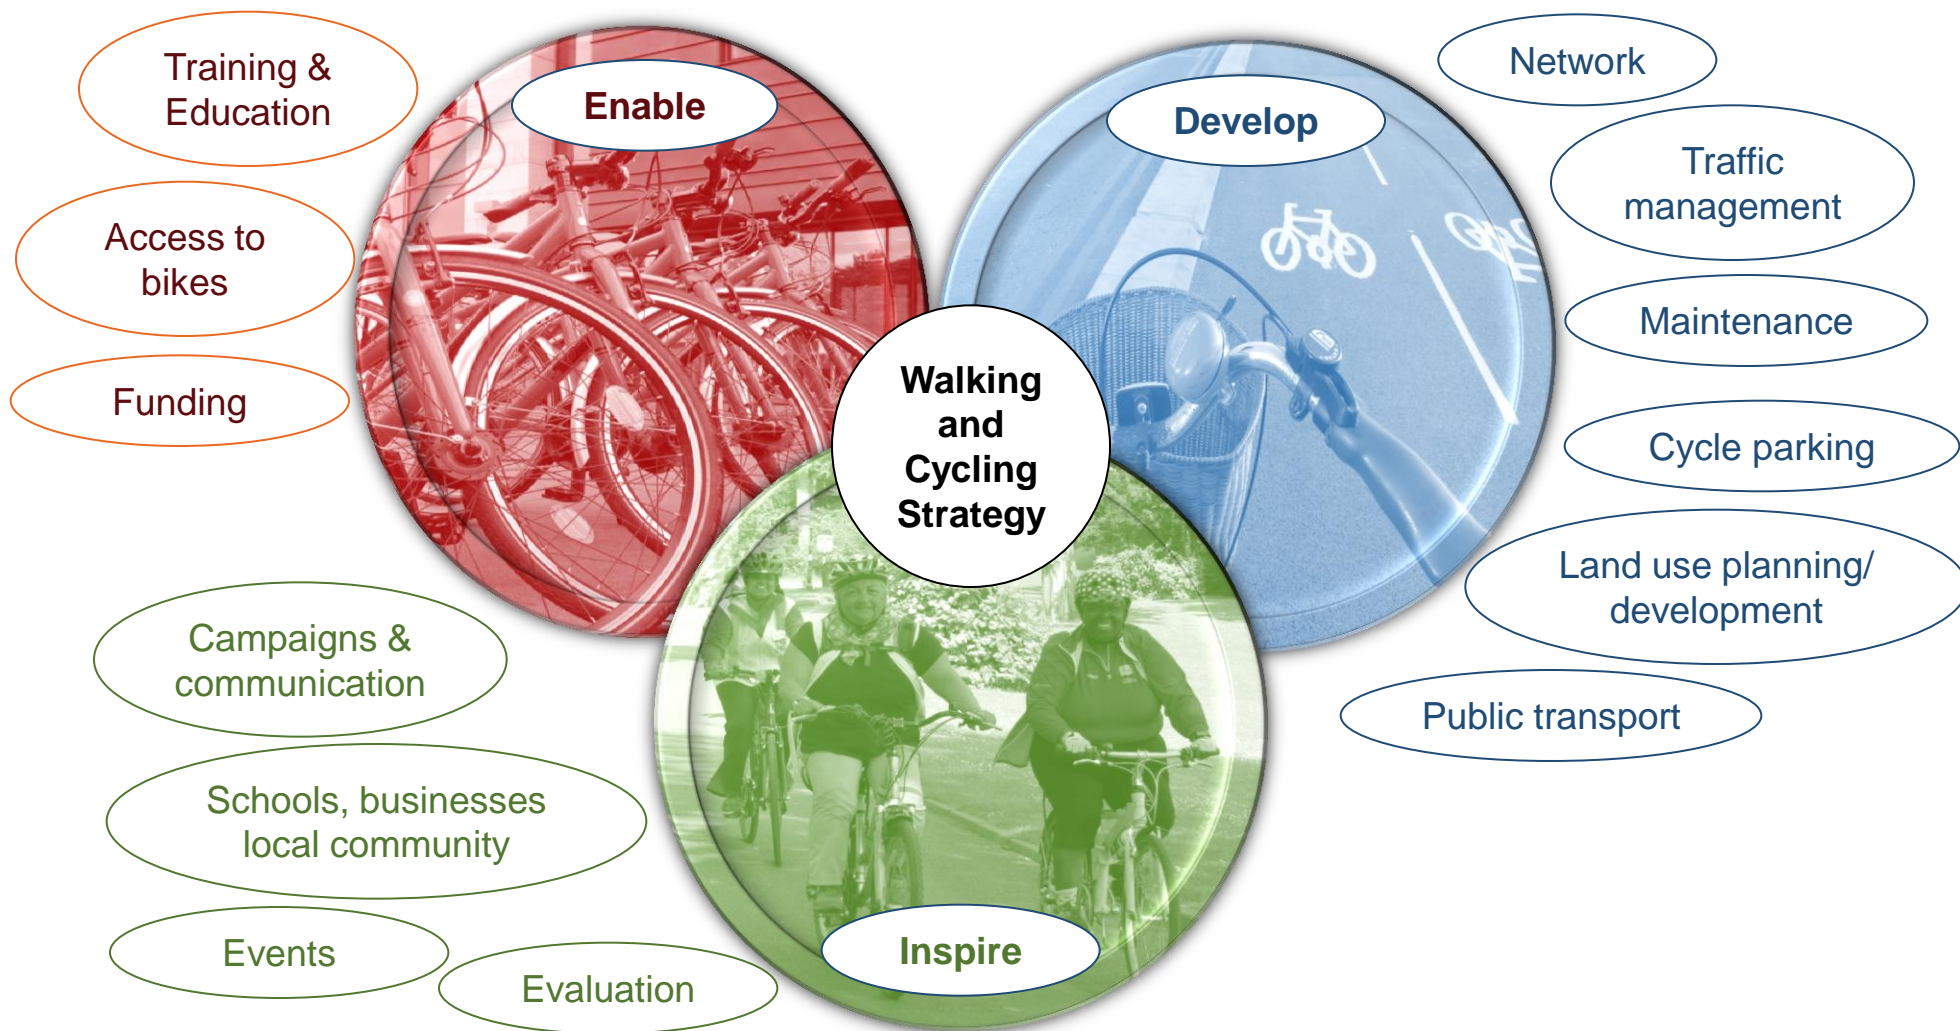 Training &
Education
Access to
bikes
Funding
Enable
Develop
Network
Traffic
management
Maintenance
Cycle parking
Land use planning/
development
Public transport
Walking
and
Cycling
Strategy
Campaigns &
communication
Schools, businesses
local community
Events
Evaluation
Inspire